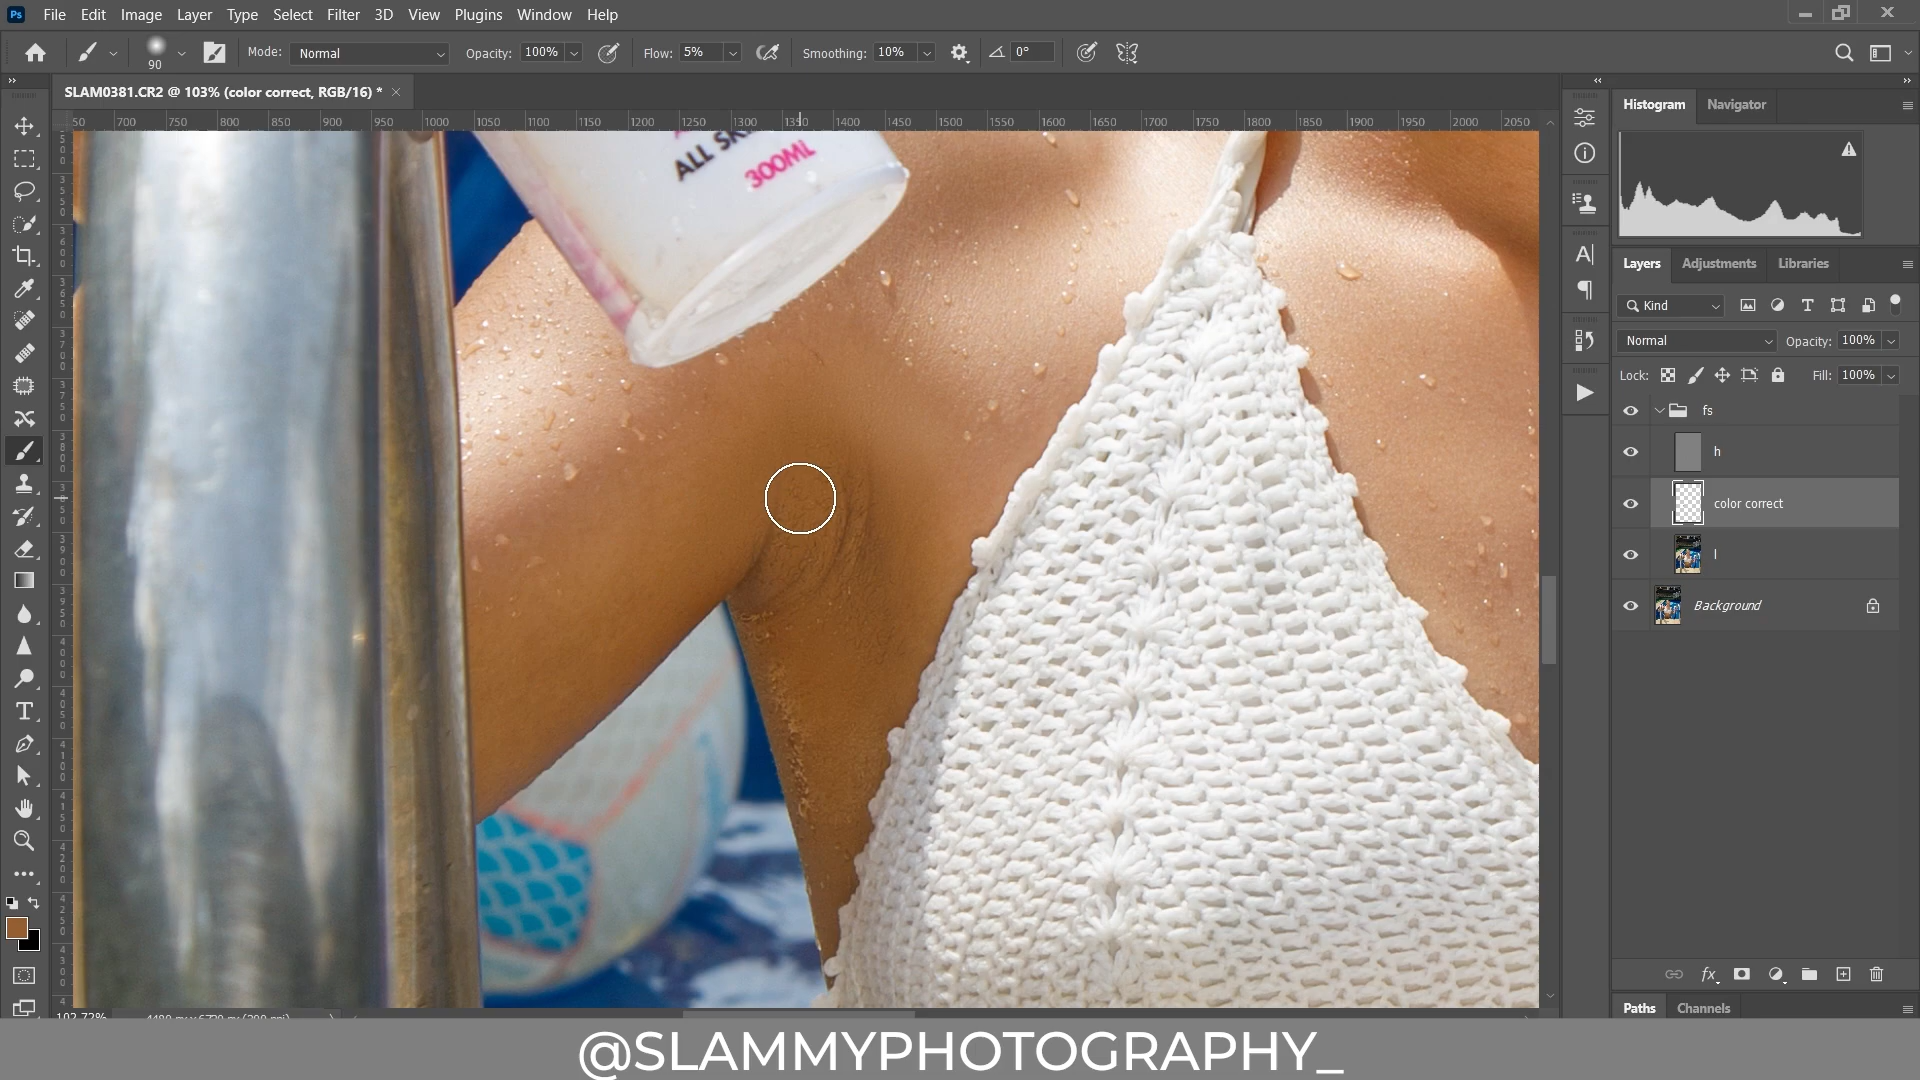 Ps File Edit Image Layer Type Select Filter 3D View Plugins Window Help
90 Mode: Normal Opacity: 100% Flow: 5% Smoothing: 10% 0°
SLAM0381.CR2 @ 103% (color correct, RGB/16) *
50 700 750 800 850 900 950 1000 1050 1100 1150 1200 1250 1300 1350 1400 1450 1500 1550 1600 1650 1700 1750 1800 1850 1900 1950 2000 2050
Histogram Navigator
ALL SK
300ML
Layers Adjustments Libraries
Kind
Normal Opacity: 100%
Lock: Fill: 100%
fs
h
color correct
l
Background
Paths Channels
102.72%
@SLAMMYPHOTOGRAPHY_